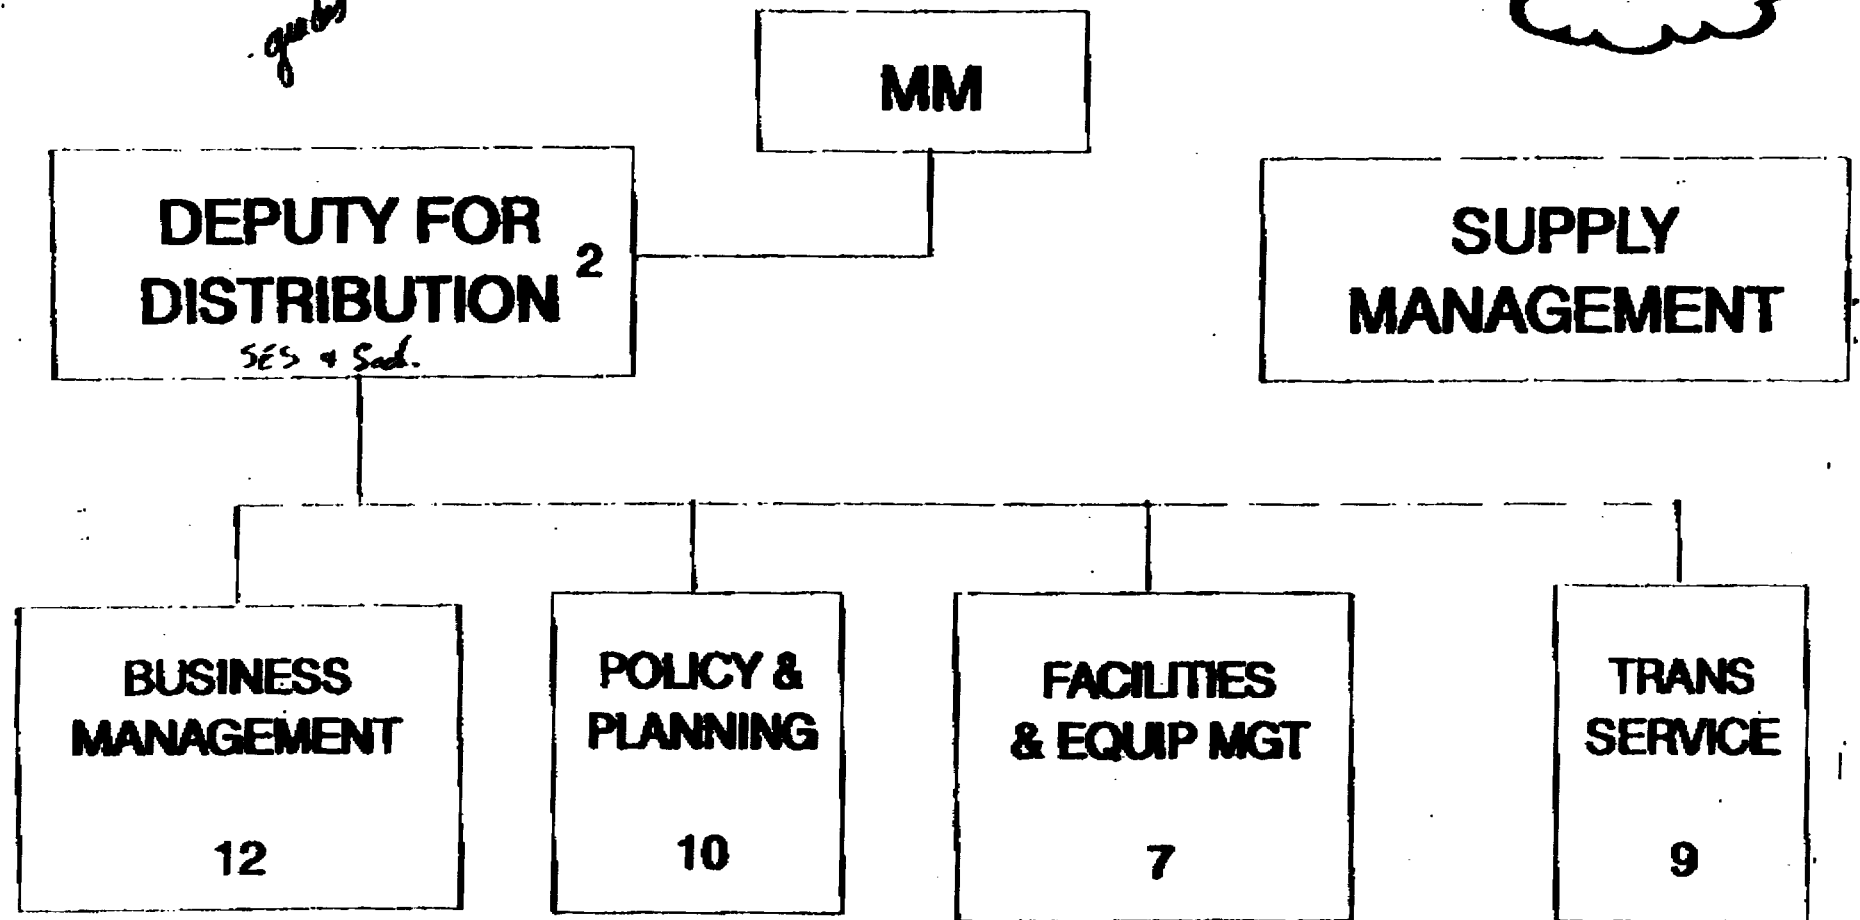 MM
DEPUTY FOR
DISTRIBUTION 2
SES &
SUPPLY
MANAGEMENT
BUSINESS
MANAGEMENT
12
POLICY &
PLANNING
10
FACILITIES
& EQUIP MGT
7
TRANS
SERVICE
9